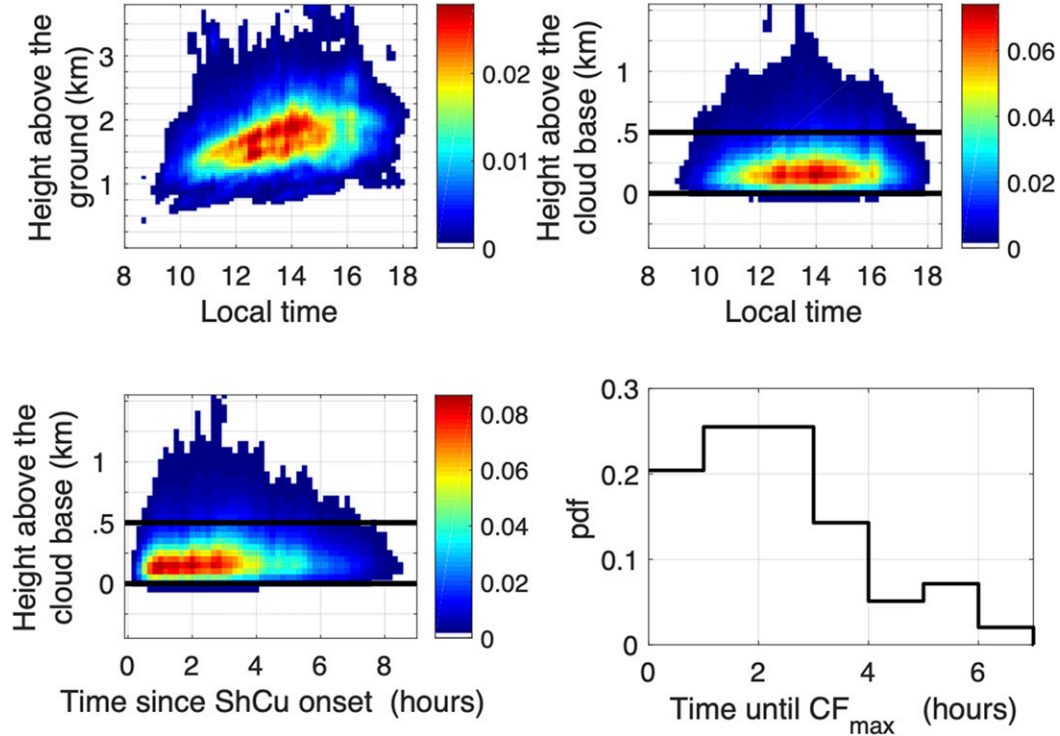 Height above the
ground (km)
3
2
1
8 10 12 14 16 18
Local time
0.02
0.01
0
Height above the
cloud base (km)
1
.5
0
8 10 12 14 16 18
Local time
0.06
0.04
0.02
0
Height above the
cloud base (km)
1
.5
0
0 2 4 6 8
Time since ShCu onset (hours)
0.08
0.06
0.04
0.02
0
pdf
0.3
0.2
0.1
0
0 2 4 6
Time until CFmax (hours)